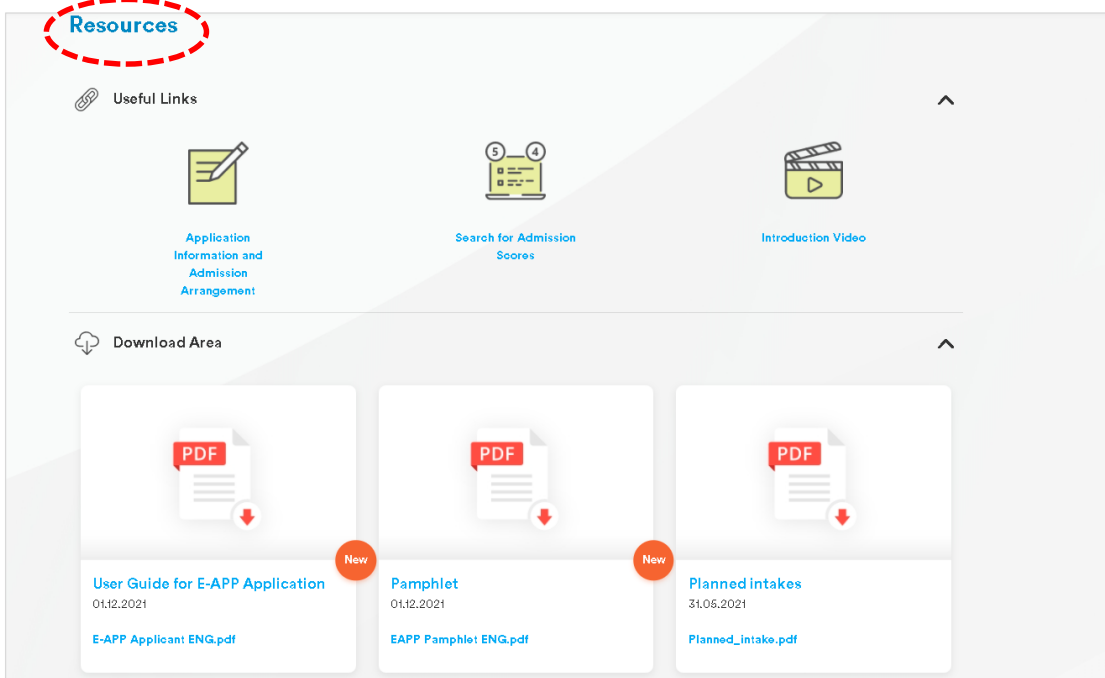 Resources
Useful Links
5 4
Application
Information and
Admission
Arrangement
Search for Admission
Scores
Introduction Video
Download Area
PDF
PDF
PDF
New
New
User Guide for E-APP Application
01.12.2021
E-APP Applicant ENG.pdf
Pamphlet
01.12.2021
EAPP Pamphlet ENG.pdf
Planned intakes
31.05.2021
Planned_intake.pdf